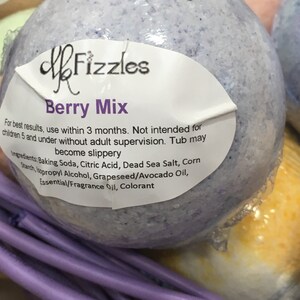 Fizzles
Berry Mix
For best results, use within 3 months. Not intended for
children 5 and under without adult supervision. Tub may
become slippery
Ingredients: Baking Soda, Citric Acid, Dead Sea Salt, Corn
Starch, Isopropyl Alcohol, Grapeseed/Avocado Oil,
Essential/Fragrance Oil, Colorant